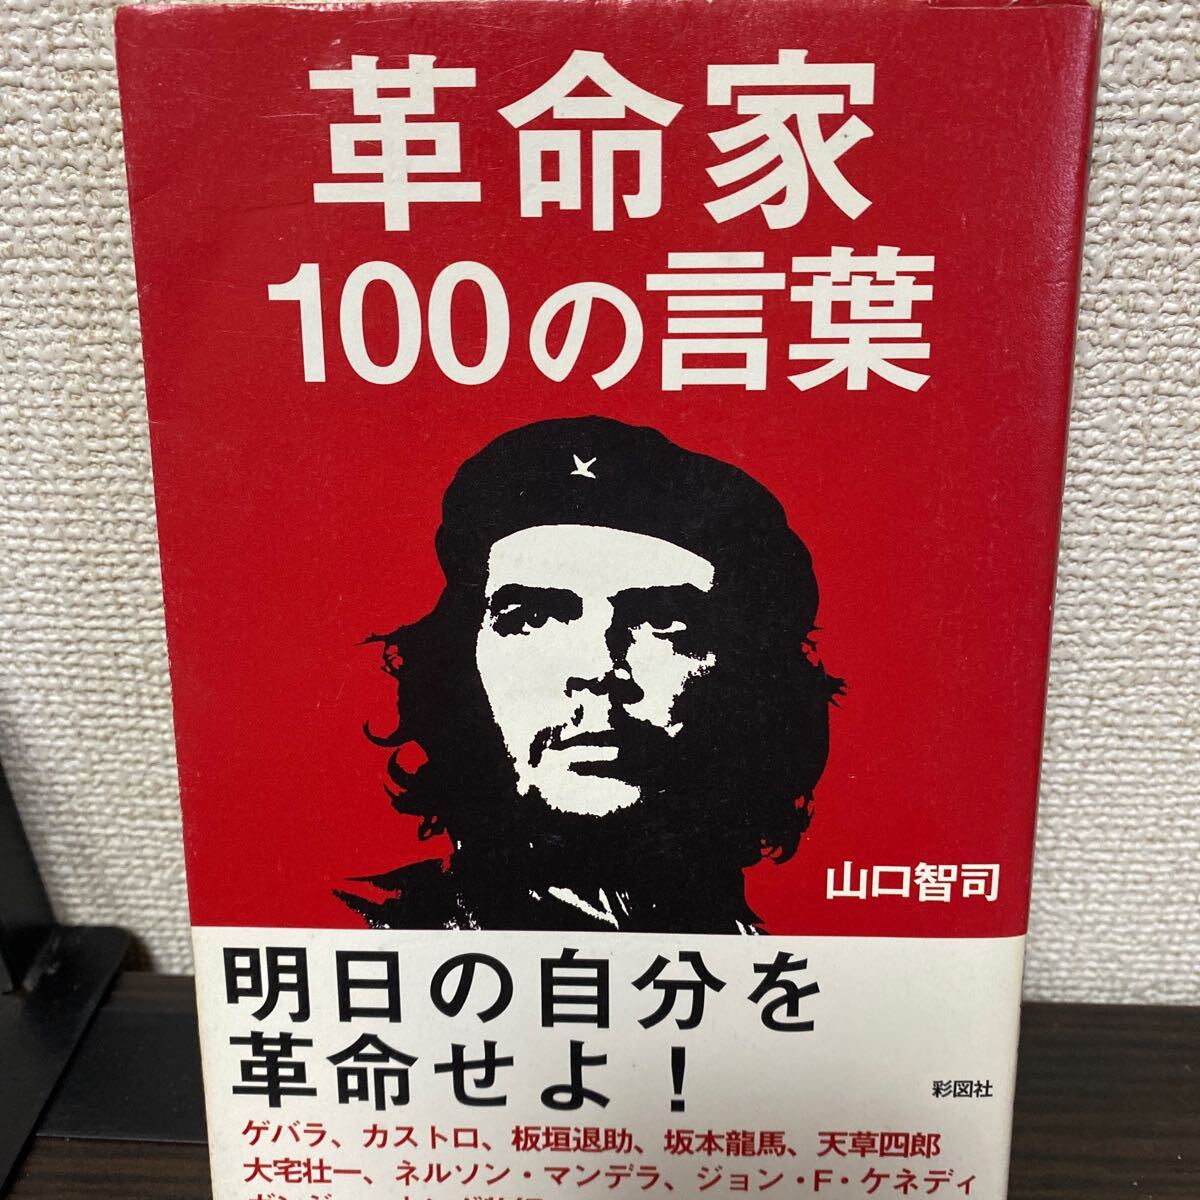 革命家
100の言葉
山口智司
明日の自分を
革命せよ!
彩図社
ゲバラ、カストロ、板垣退助、坂本龍馬、天草四郎
大宅壮一、ネルソン・マンデラ、ジョン・F・ケネディ